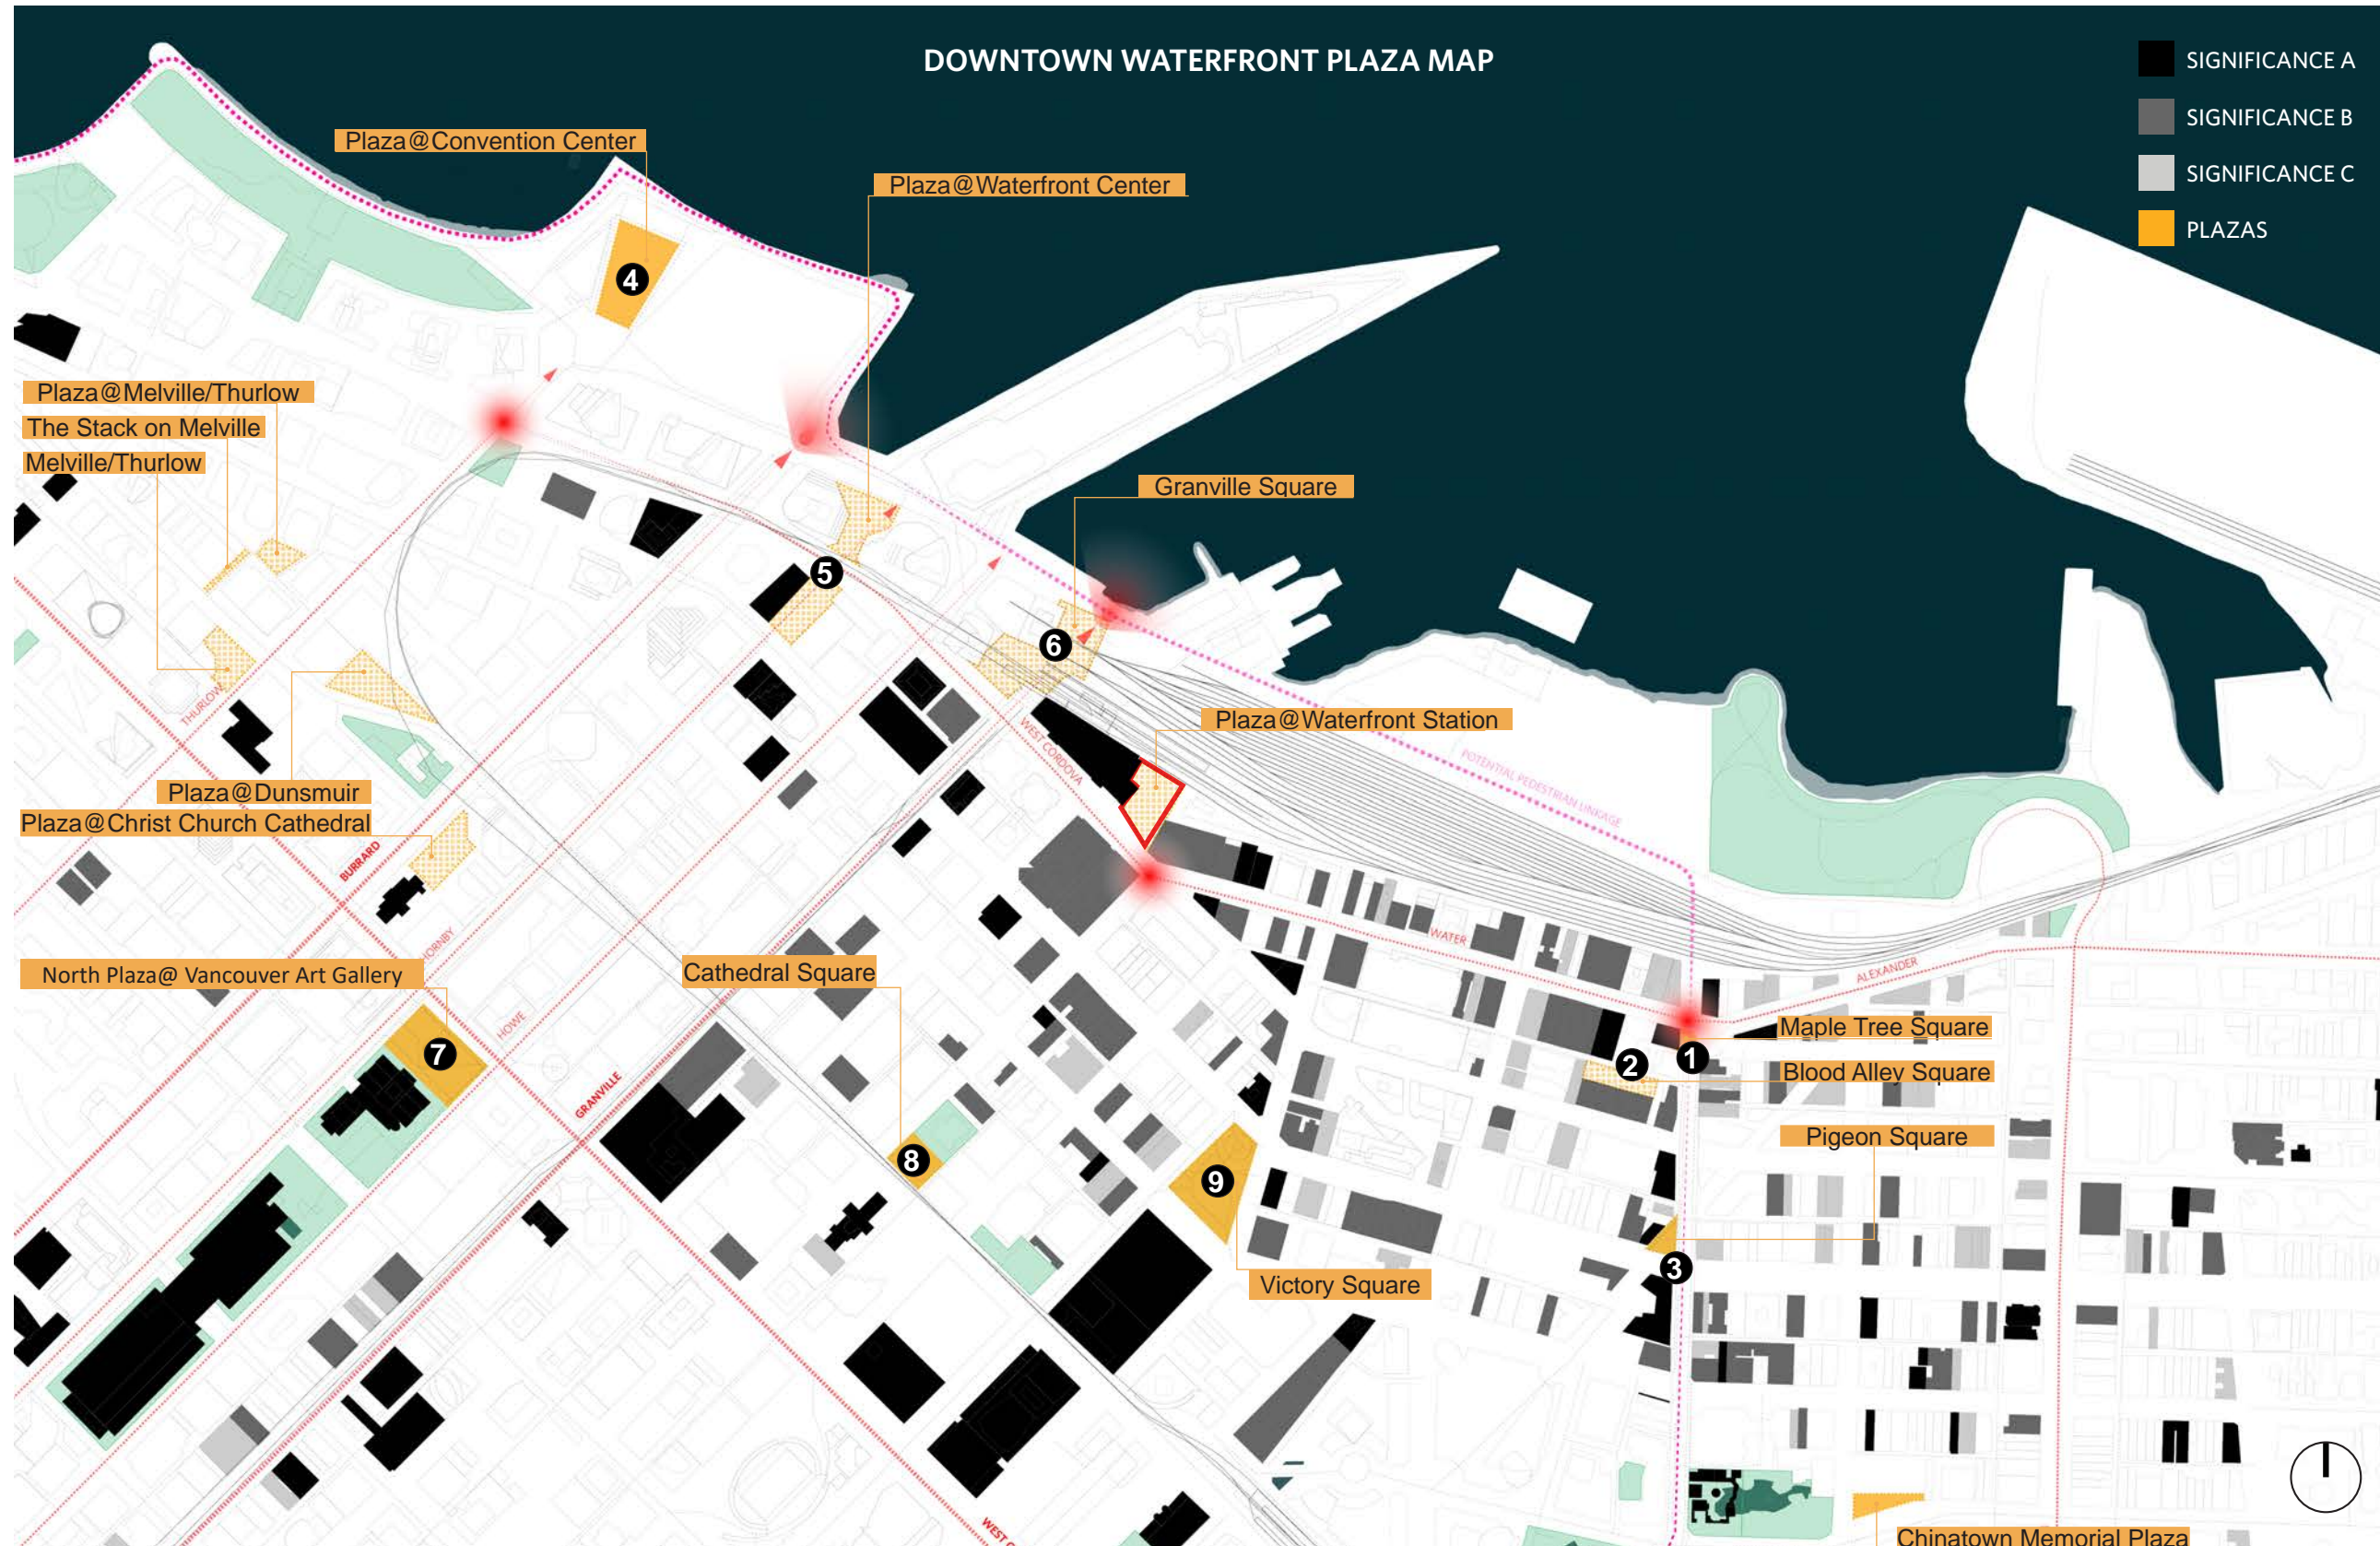 DOWNTOWN WATERFRONT PLAZA MAP
SIGNIFICANCE A
SIGNIFICANCE B
SIGNIFICANCE C
PLAZAS
Plaza@Convention Center
Plaza@Waterfront Center
4
Plaza@Melville/Thurlow
The Stack on Melville
Melville/Thurlow
Granville Square
5
6
THURLOW
WEST CORDOVA
Plaza@Waterfront Station
POTENTIAL PEDESTRIAN LINKAGE
Plaza@Dunsmuir
Plaza@Christ Church Cathedral
BURRARD
HORNBY
WATER
North Plaza@ Vancouver Art Gallery
Cathedral Square
ALEXANDER
HOWE
Maple Tree Square
7
2
1
Blood Alley Square
GRANVILLE
Pigeon Square
8
9
3
Victory Square
WEST G
Chinatown Memorial Plaza